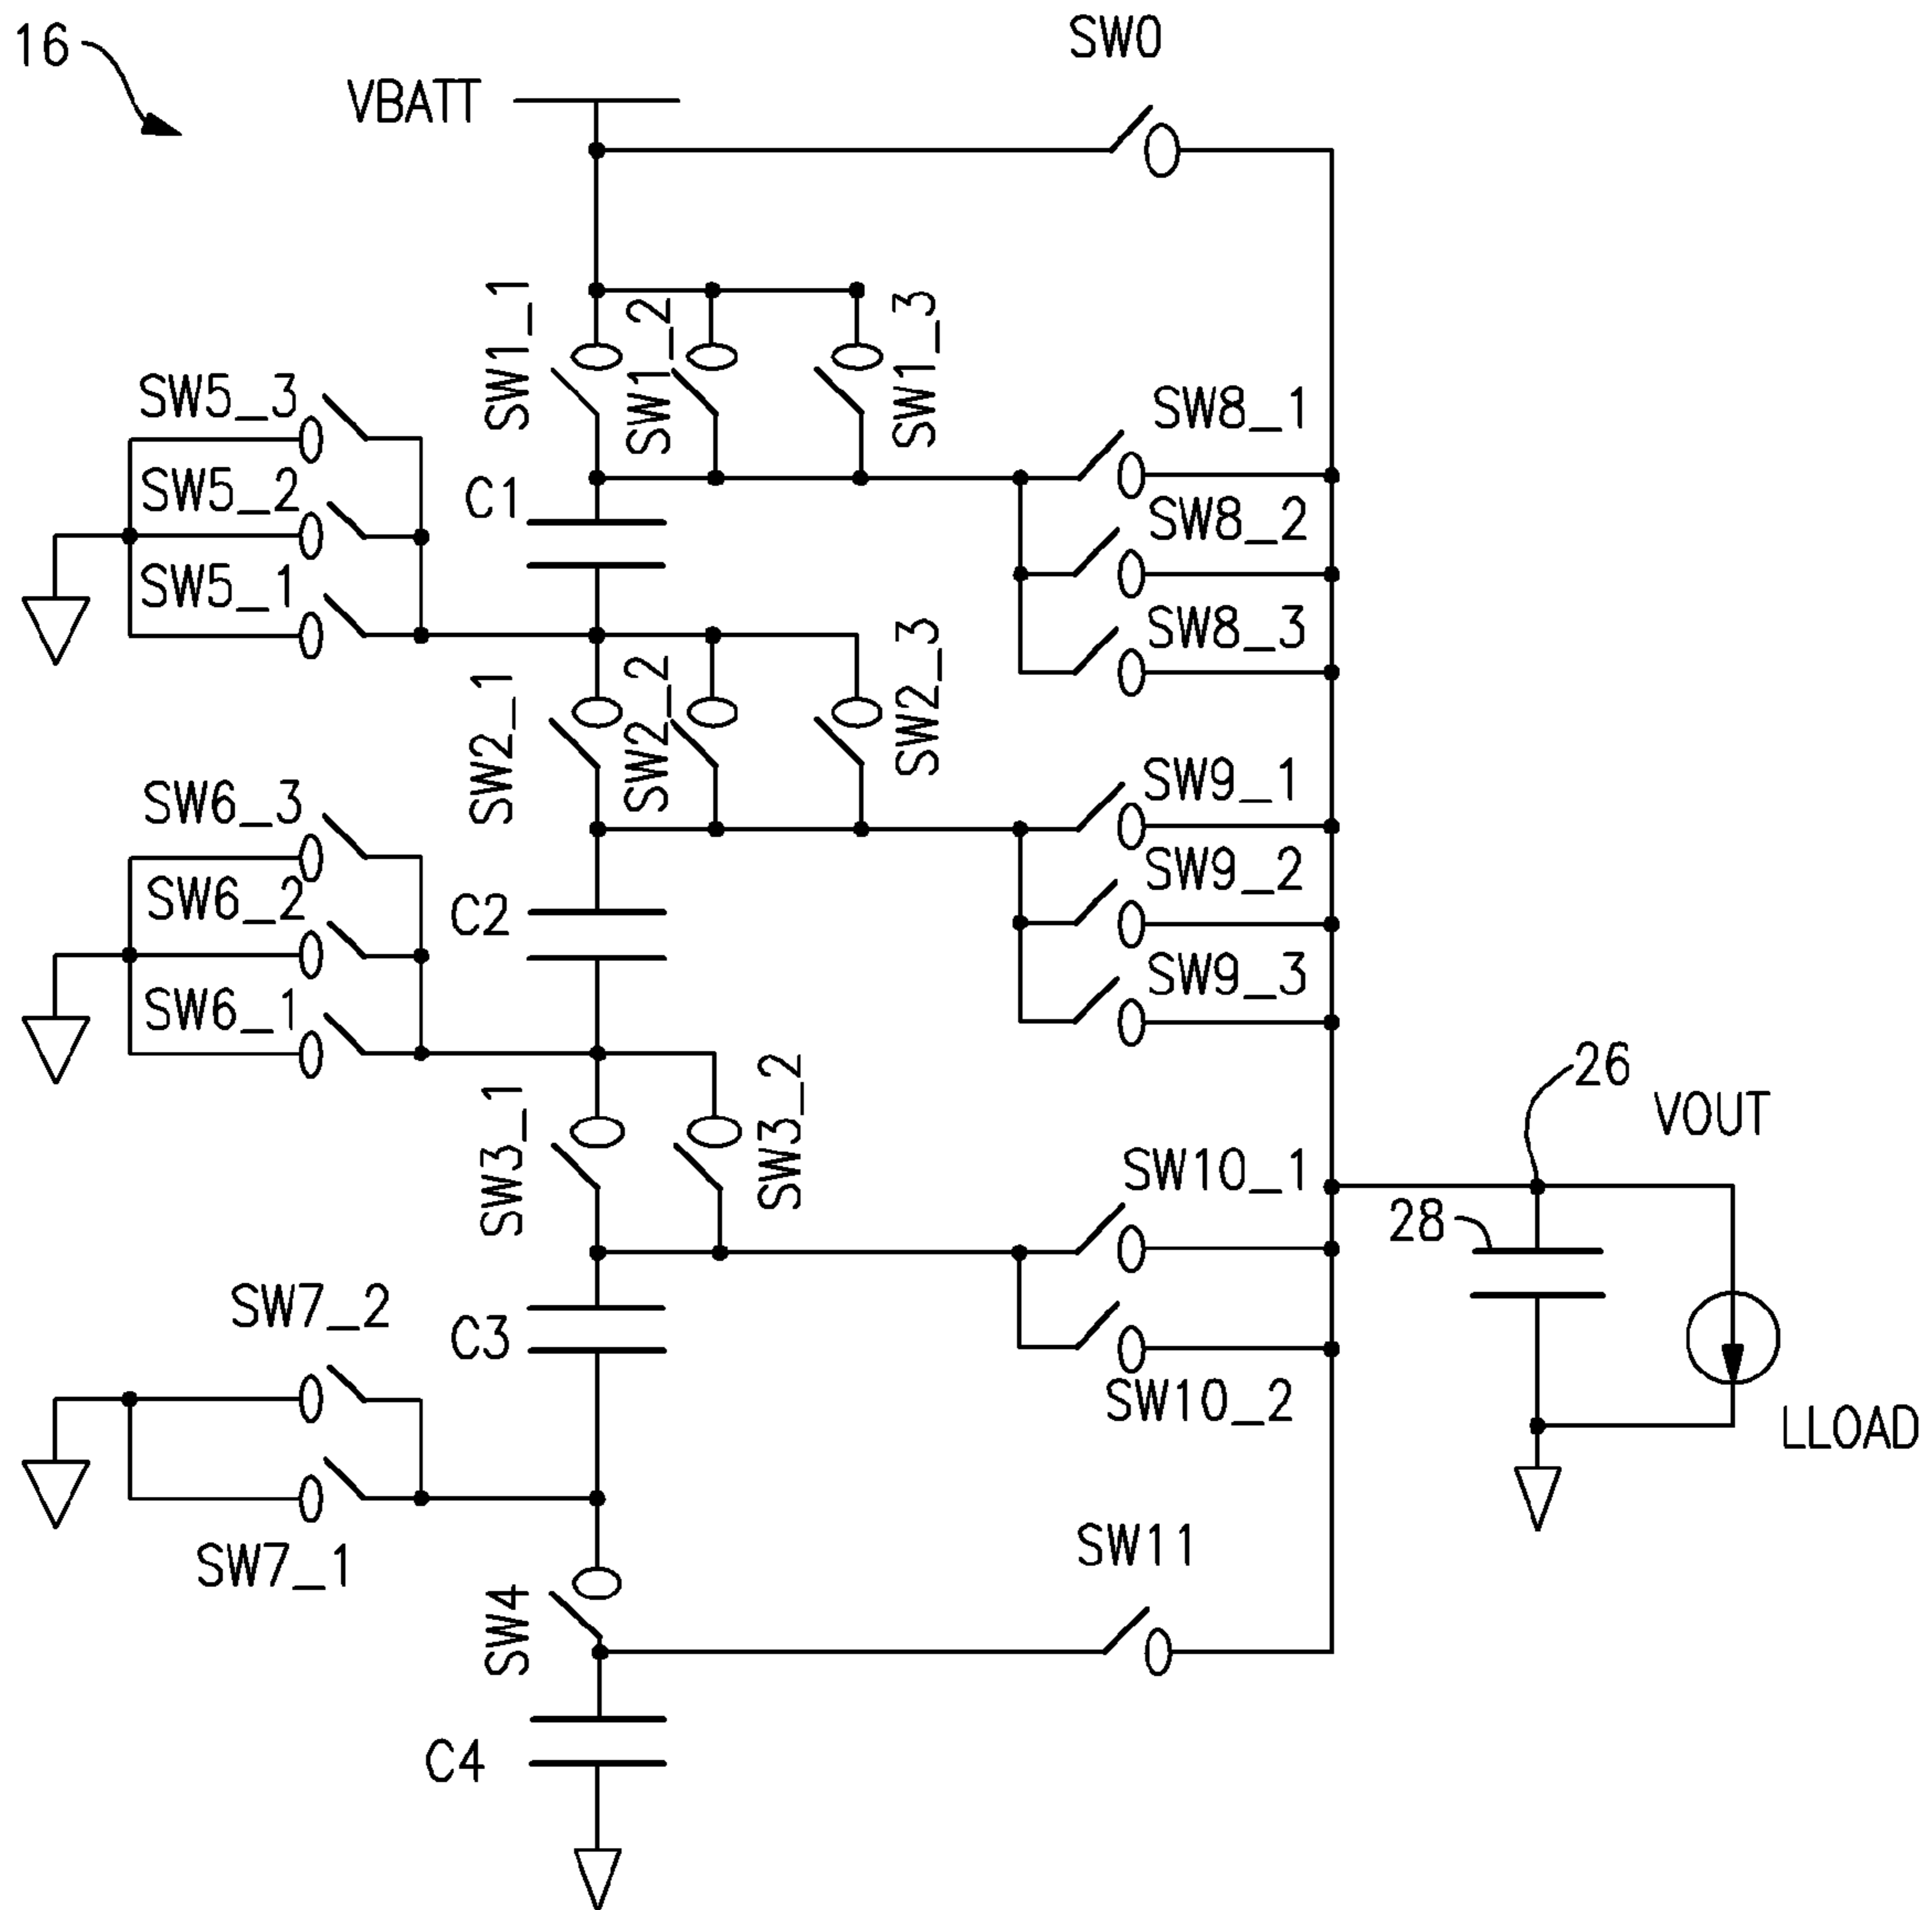 16
SW0
VBATT
SW1_1
SW1_2
SW1_3
SW5_3
SW8_1
SW5_2
C1
SW8_2
SW5_1
SW8_3
SW2_1
SW2_2
SW2_3
SW9_1
SW6_3
SW9_2
SW6_2
C2
SW9_3
SW6_1
26
VOUT
SW3_1
SW3_2
SW10_1
28
SW7_2
C3
SW10_2
LLOAD
SW11
SW7_1
SW4
C4